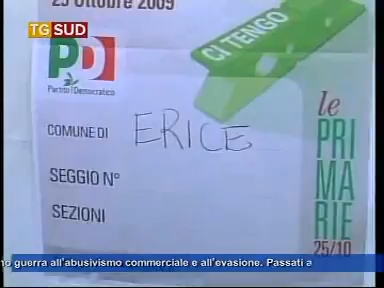 TG SUD
25 Ottobre 2009
PD
Partito Democratico
CI TENGO
COMUNE DI ERICE
SEGGIO N°
SEZIONI
le
PRI
MA
RIE
25/10
no guerra all'abusivismo commerciale e all'evasione. Passati a